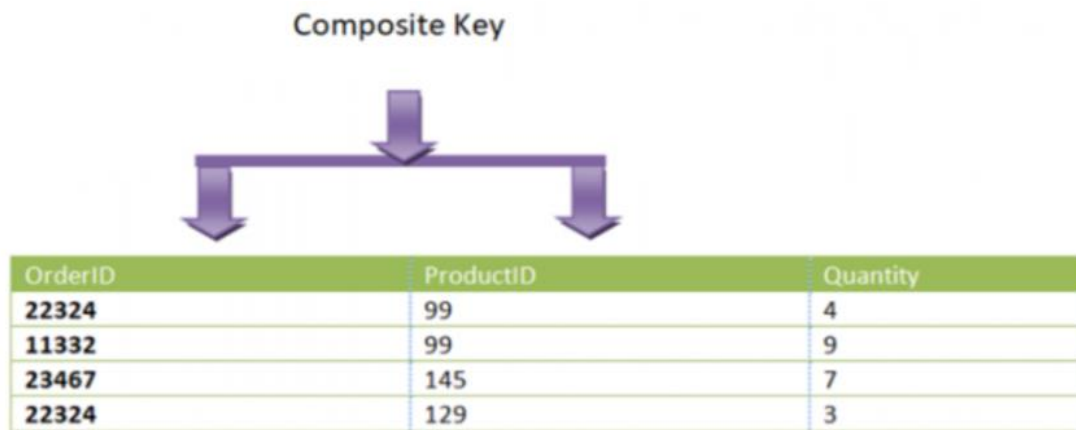 Composite Key
OrderID ProductID Quantity
22324 99 4
11332 99 9
23467 145 7
22324 129 3